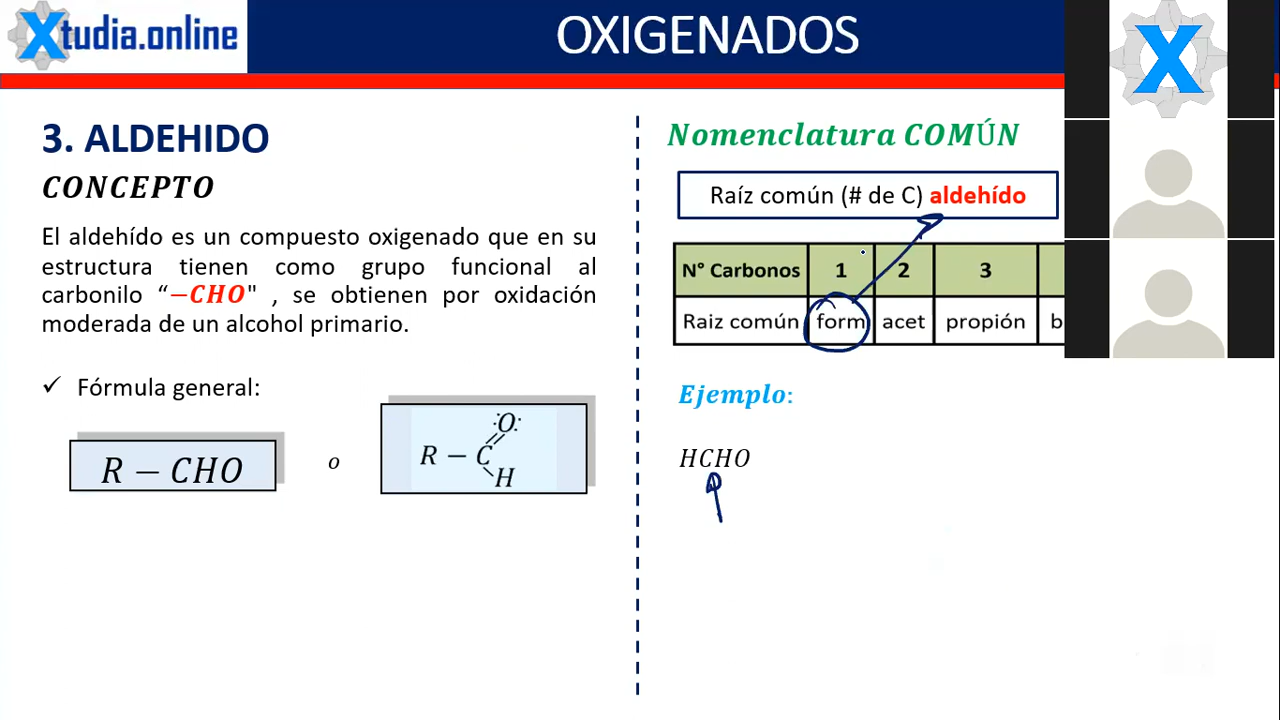 Xtudia.online
OXIGENADOS
X
3. ALDEHIDO
CONCEPTO
El aldehído es un compuesto oxigenado que en su
estructura tienen como grupo funcional al
carbonilo “–CHO" , se obtienen por oxidación
moderada de un alcohol primario.
✓ Fórmula general:
R – CHO
o
O
R – C
H
Nomenclatura COMÚN
Raíz común (# de C) aldehído
N° Carbonos 1 2 3
Raiz común form acet propión b
Ejemplo:
HCHO